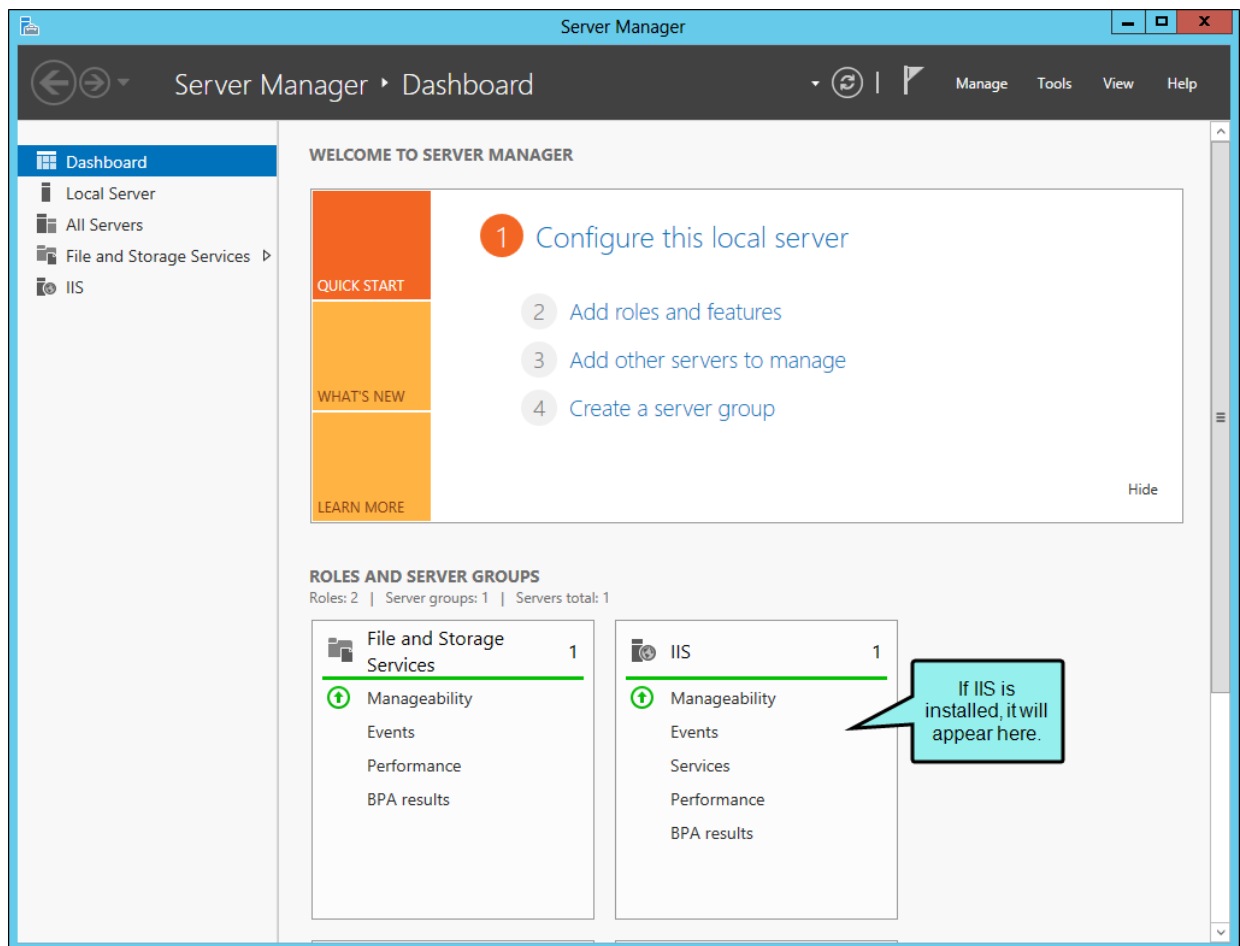 Server Manager
Server Manager ‣ Dashboard
Manage Tools View Help
Dashboard
Local Server
All Servers
File and Storage Services
IIS
WELCOME TO SERVER MANAGER
QUICK START
WHAT'S NEW
LEARN MORE
1 Configure this local server
2 Add roles and features
3 Add other servers to manage
4 Create a server group
Hide
ROLES AND SERVER GROUPS
Roles: 2 | Server groups: 1 | Servers total: 1
File and Storage
Services
1
Manageability
Events
Performance
BPA results
IIS 1
Manageability
Events
Services
Performance
BPA results
If IIS is
installed, it will
appear here.